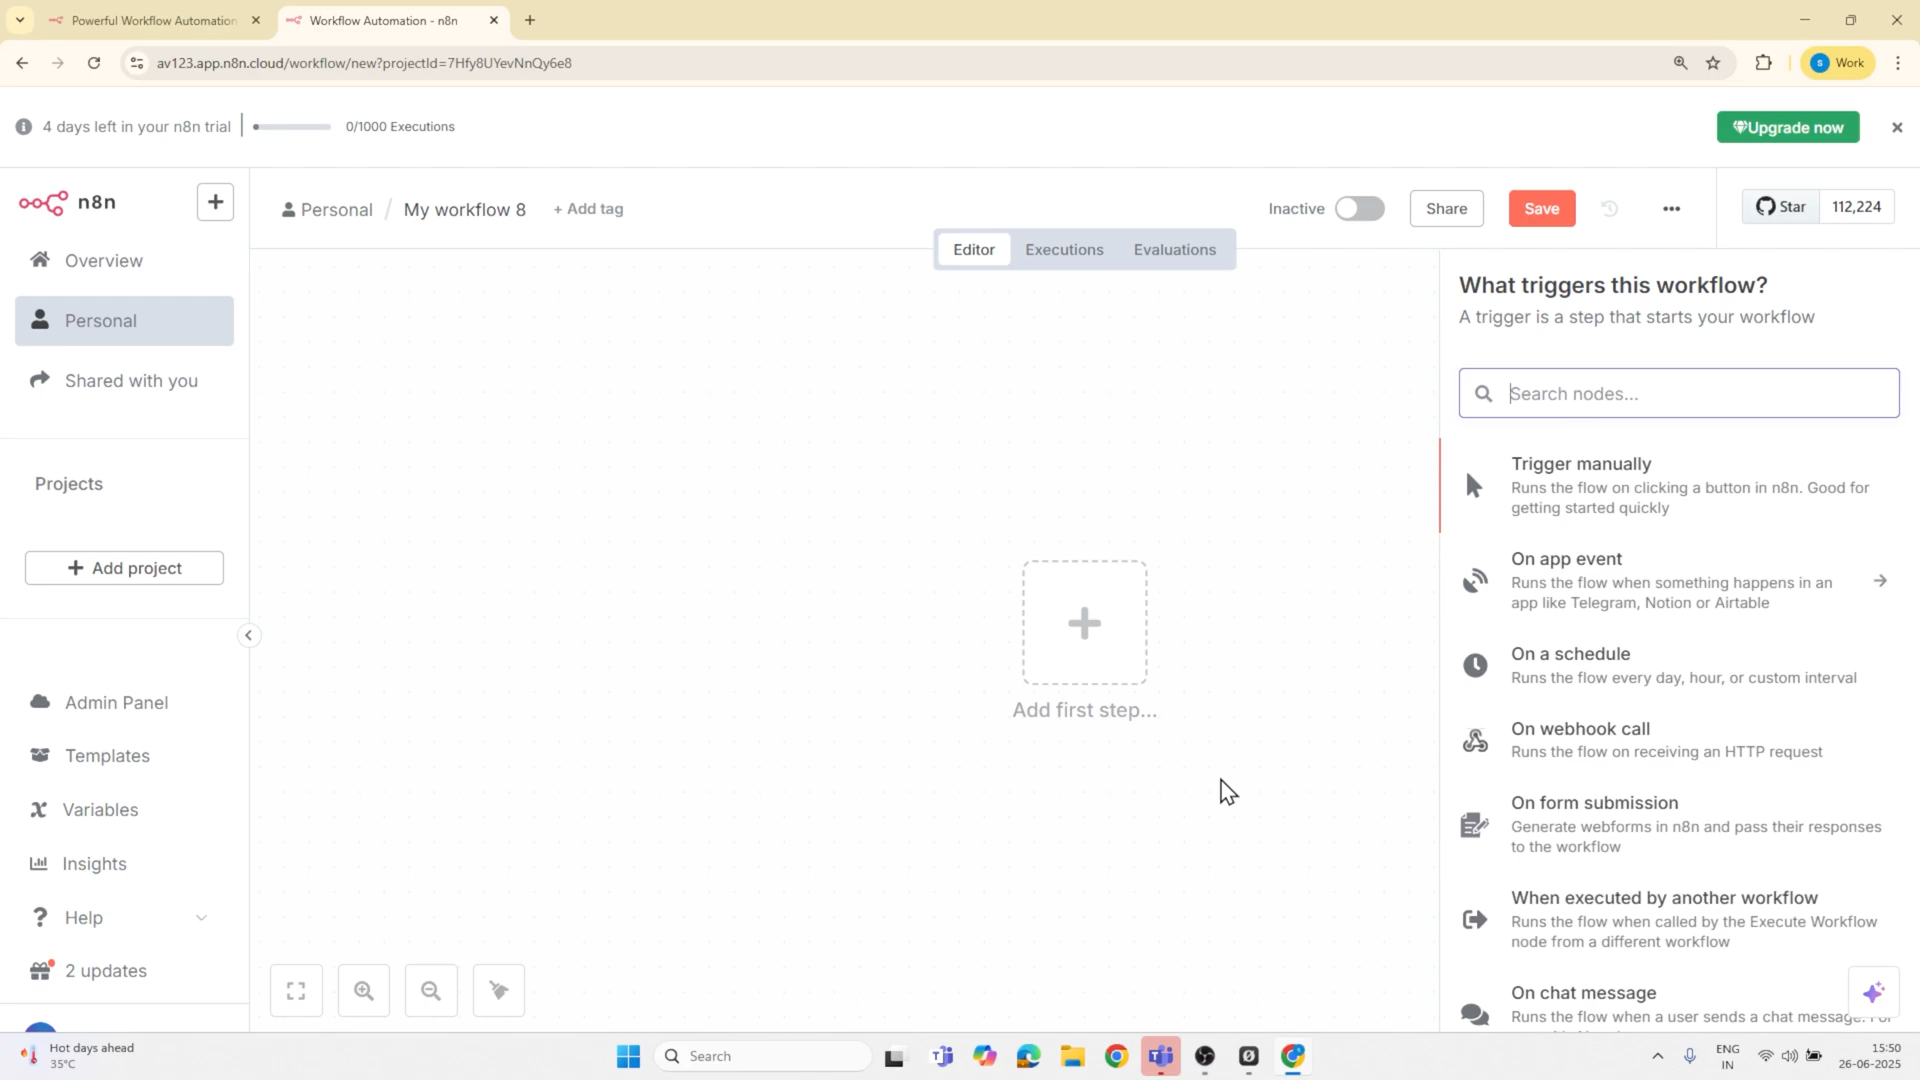 Powerful Workflow Automation
Workflow Automation - n8n
av123.app.n8n.cloud/workflow/new?projectId=7Hfy8UYevNnQy6e8
S Work
4 days left in your n8n trial
0/1000 Executions
Upgrade now
n8n
Personal / My workflow 8 + Add tag
Inactive
Share
Save
Star 112,224
Editor
Executions
Evaluations
Overview
Personal
Shared with you
Projects
Add project
Admin Panel
Templates
Variables
Insights
Help
2 updates
Add first step...
What triggers this workflow?
A trigger is a step that starts your workflow
Search nodes...
Trigger manually
Runs the flow on clicking a button in n8n. Good for
getting started quickly
On app event
Runs the flow when something happens in an
app like Telegram, Notion or Airtable
On a schedule
Runs the flow every day, hour, or custom interval
On webhook call
Runs the flow on receiving an HTTP request
On form submission
Generate webforms in n8n and pass their responses
to the workflow
When executed by another workflow
Runs the flow when called by the Execute Workflow
node from a different workflow
On chat message
Runs the flow when a user sends a chat message.
Hot days ahead
35°C
Search
ENG
IN
15:50
26-06-2025